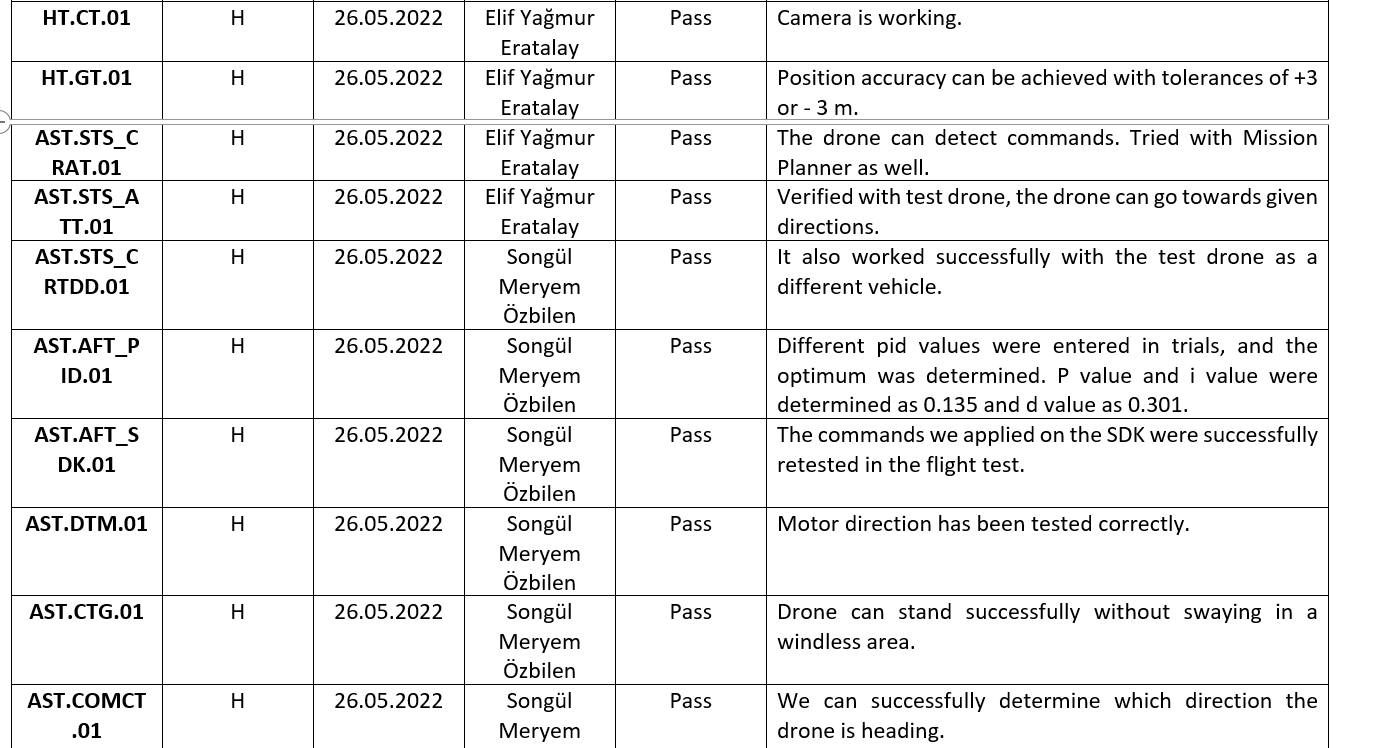 HT.CT.01 H 26.05.2022 Elif Yağmur Pass Camera is working.
Eratalay
HT.GT.01 H 26.05.2022 Elif Yağmur Pass Position accuracy can be achieved with tolerances of +3
Eratalay or - 3 m.
AST.STS_C H 26.05.2022 Elif Yağmur Pass The drone can detect commands. Tried with Mission
RAT.01 Eratalay Planner as well.
AST.STS_A H 26.05.2022 Elif Yağmur Pass Verified with test drone, the drone can go towards given
TT.01 Eratalay directions.
AST.STS_C H 26.05.2022 Songül Pass It also worked successfully with the test drone as a
RTDD.01 Meryem different vehicle.
Özbilen
AST.AFT_P H 26.05.2022 Songül Pass Different pid values were entered in trials, and the
ID.01 Meryem optimum was determined. P value and i value were
Özbilen determined as 0.135 and d value as 0.301.
AST.AFT_S H 26.05.2022 Songül Pass The commands we applied on the SDK were successfully
DK.01 Meryem retested in the flight test.
Özbilen
AST.DTM.01 H 26.05.2022 Songül Pass Motor direction has been tested correctly.
Meryem
Özbilen
AST.CTG.01 H 26.05.2022 Songül Pass Drone can stand successfully without swaying in a
Meryem windless area.
Özbilen
AST.COMCT H 26.05.2022 Songül Pass We can successfully determine which direction the
.01 Meryem drone is heading.